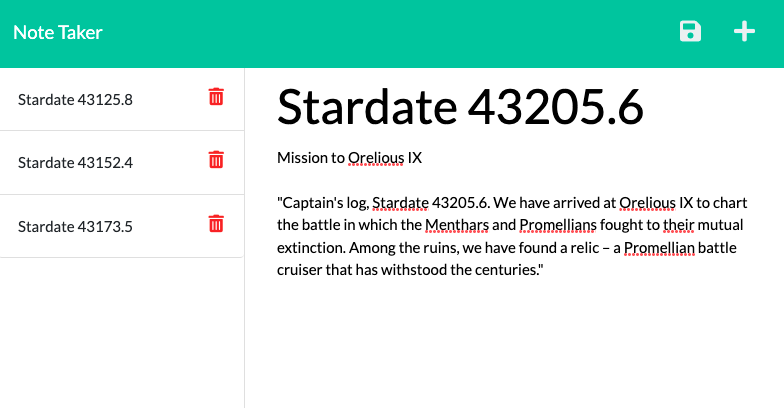 Note Taker
Stardate 43125.8
Stardate 43152.4
Stardate 43173.5
Stardate 43205.6
Mission to Orelious IX
"Captain's log, Stardate 43205.6. We have arrived at Orelious IX to chart
the battle in which the Menthars and Promellians fought to their mutual
extinction. Among the ruins, we have found a relic – a Promellian battle
cruiser that has withstood the centuries."